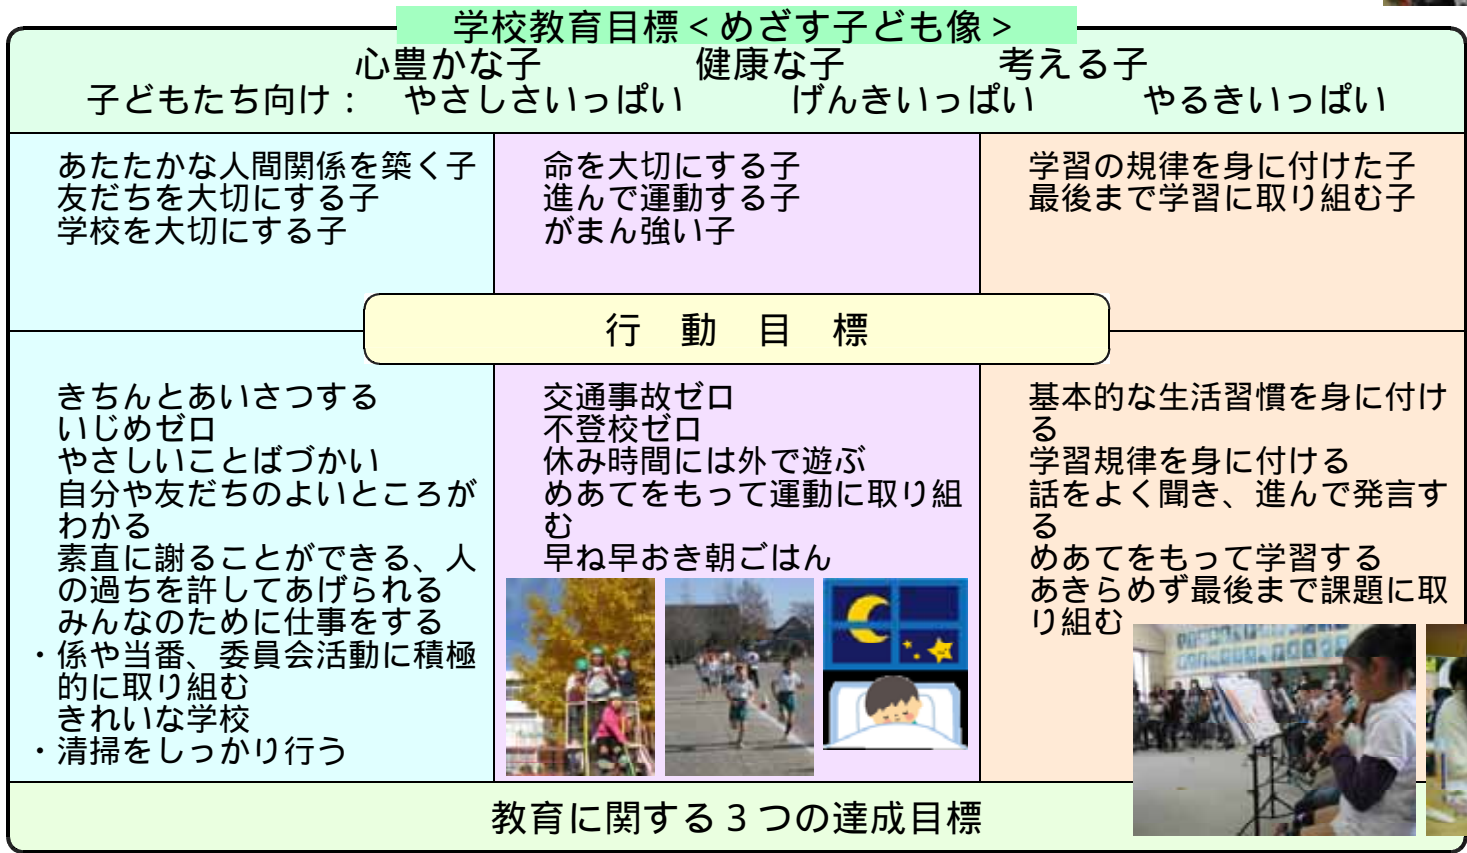 学校教育目標＜めざす子ども像＞
心豊かな子　健康な子　考える子
子どもたち向け：　やさしさいっぱい　げんきいっぱい　やるきいっぱい
あたたかな人間関係を築く子
友だちを大切にする子
学校を大切にする子
命を大切にする子
進んで運動する子
がまん強い子
学習の規律を身に付けた子
最後まで学習に取り組む子
行　動　目　標
きちんとあいさつする
いじめゼロ
やさしいことばづかい
自分や友だちのよいところが
わかる
素直に謝ることができる、人
の過ちを許してあげられる
みんなのために仕事をする
・係や当番、委員会活動に積極
的に取り組む
きれいな学校
・清掃をしっかり行う
交通事故ゼロ
不登校ゼロ
休み時間には外で遊ぶ
めあてをもって運動に取り組
む
早ね早おき朝ごはん
基本的な生活習慣を身に付け
る
学習規律を身に付ける
話をよく聞き、進んで発言す
る
めあてをもって学習する
あきらめず最後まで課題に取
り組む
教育に関する３つの達成目標